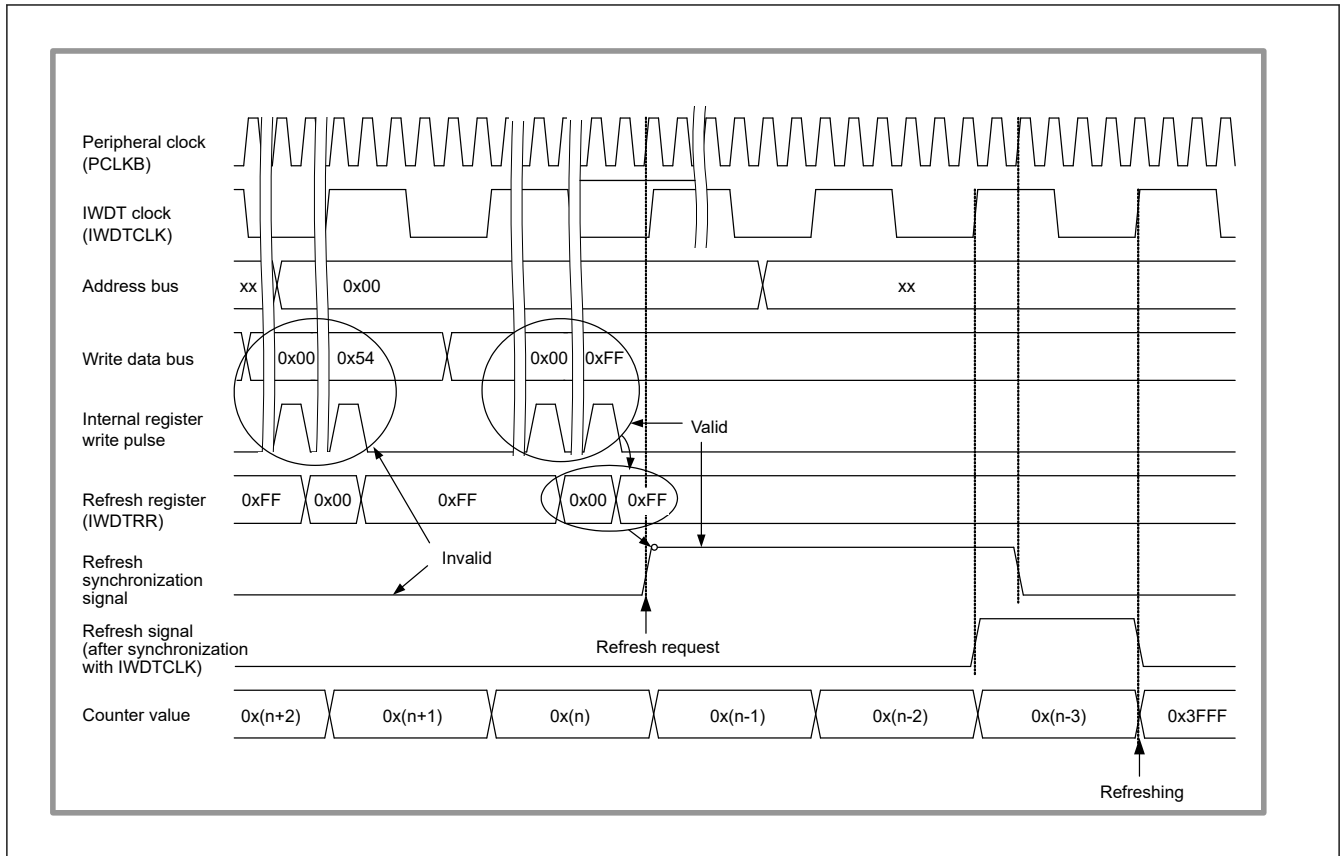 Peripheral clock
(PCLKB)
IWDT clock
(IWDTCLK)
Address bus
xx
0x00
xx
Write data bus
0x00
0x54
0x00
0xFF
Internal register
write pulse
Valid
Refresh register
(IWDTRR)
0xFF
0x00
0xFF
0x00
0xFF
Invalid
Refresh
synchronization
signal
Refresh request
Refresh signal
(after synchronization
with IWDTCLK)
Counter value
0x(n+2)
0x(n+1)
0x(n)
0x(n-1)
0x(n-2)
0x(n-3)
0x3FFF
Refreshing